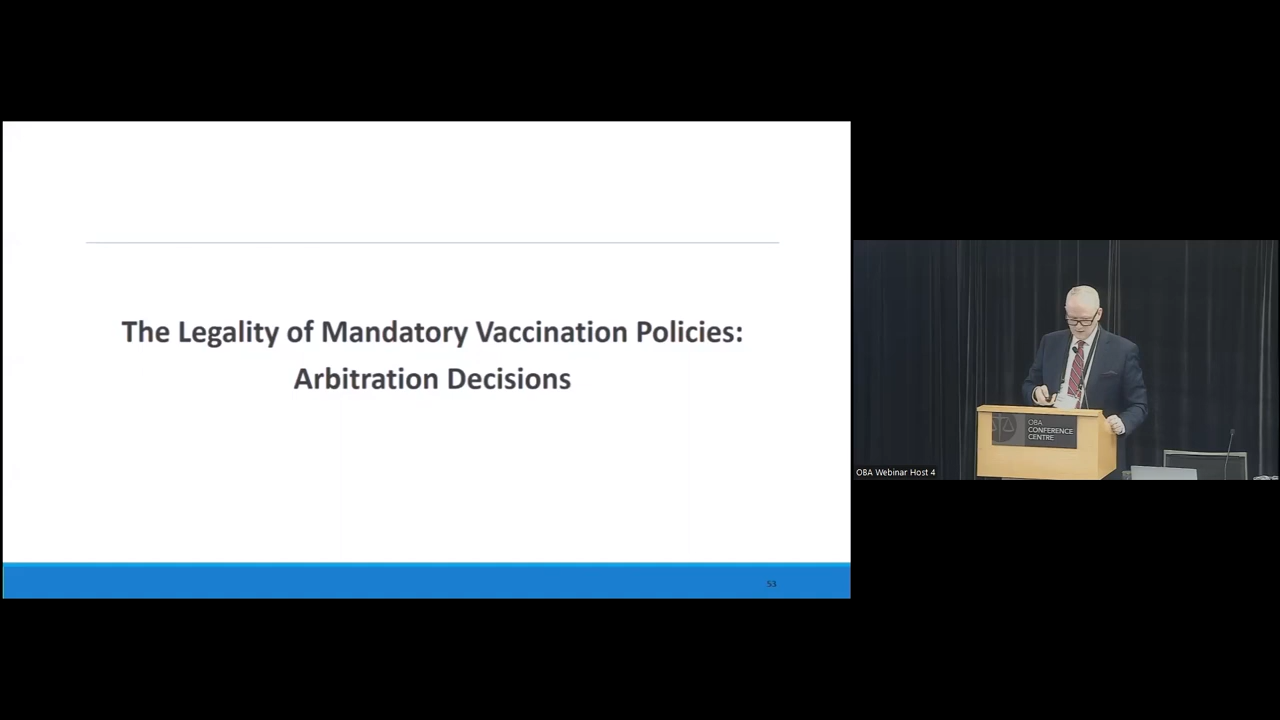 The Legality of Mandatory Vaccination Policies:
Arbitration Decisions
53
OBA
CONFERENCE
CENTRE
OBA Webinar Host 4